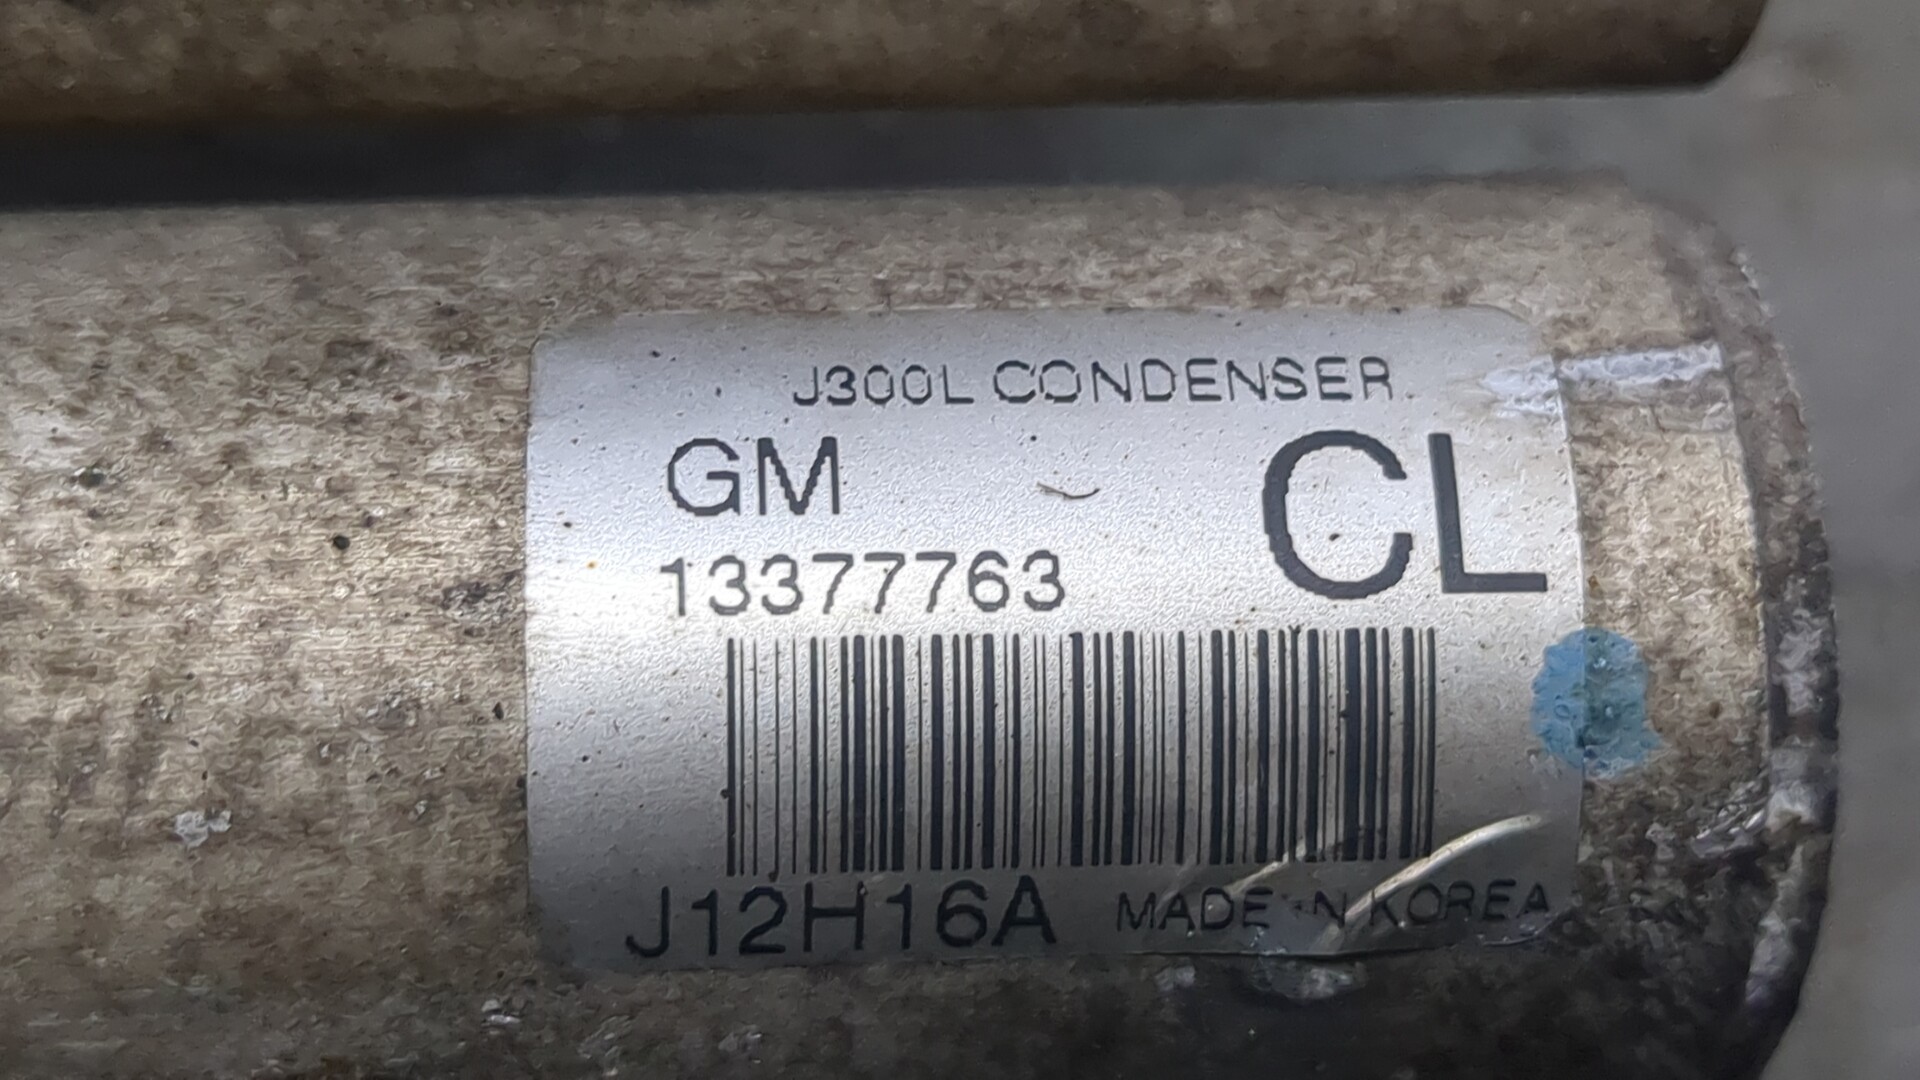 J300L CONDENSER
GM CL
13377763
J12H16A MADE IN KOREA